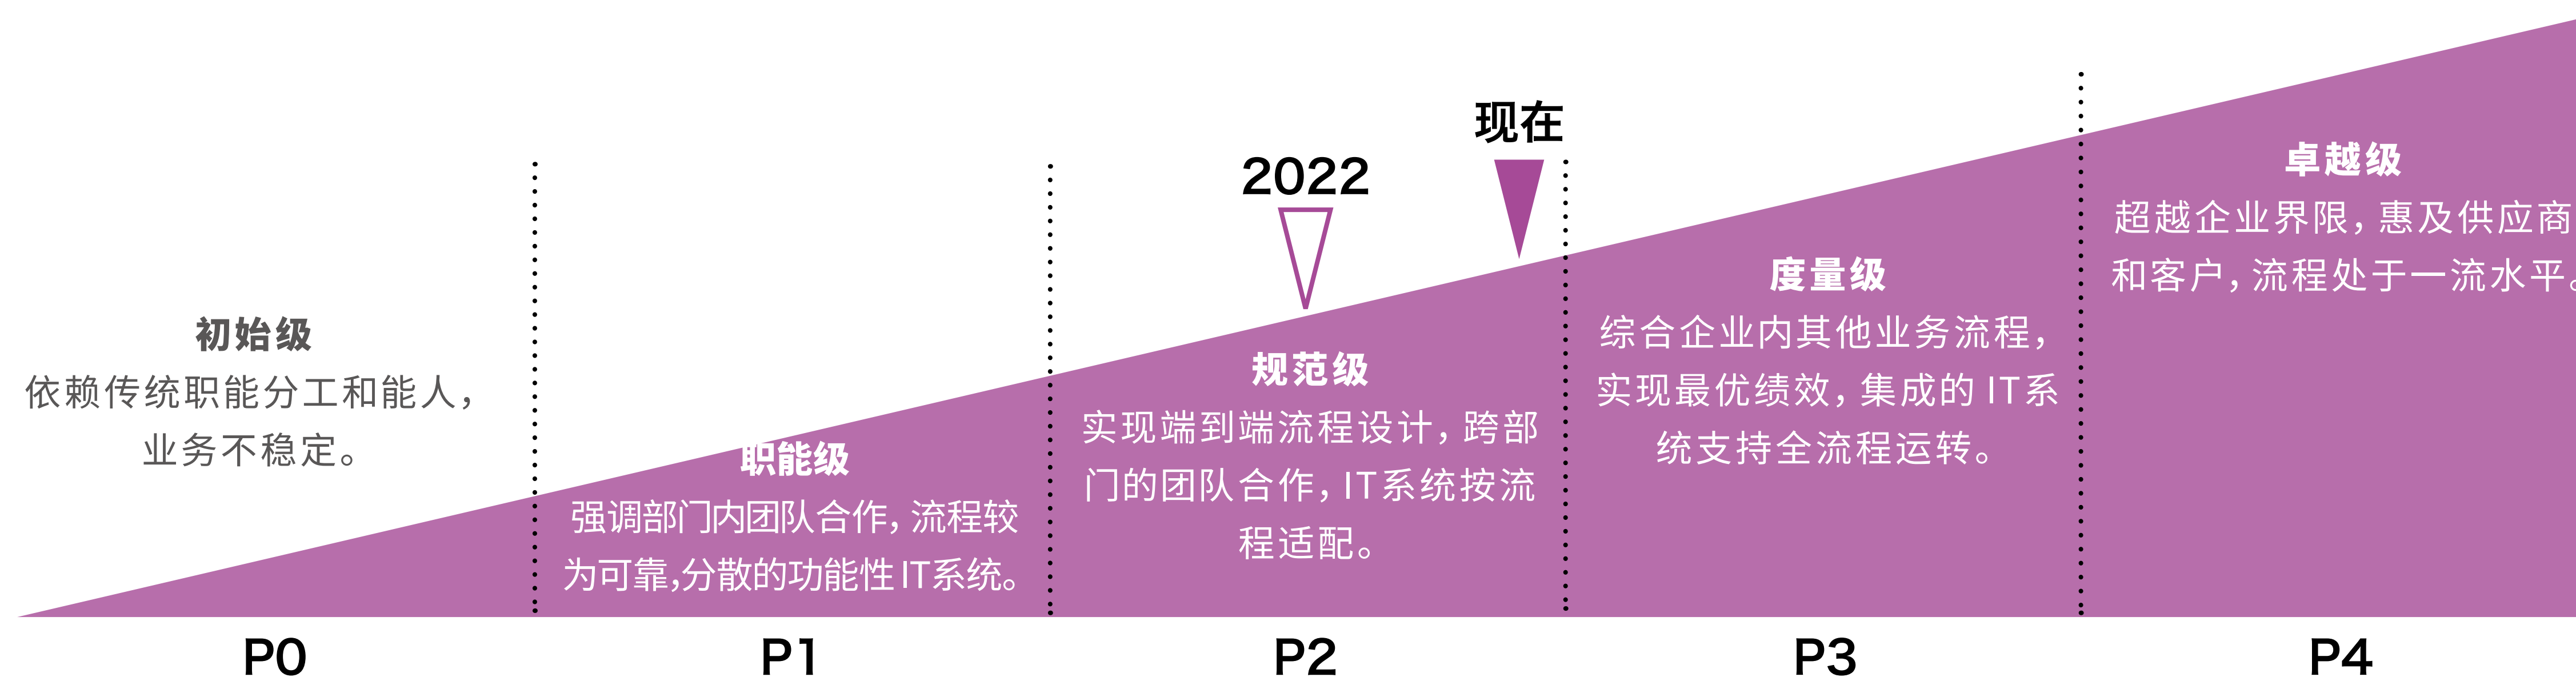 初始级
依赖传统职能分工和能人，
业务不稳定。
职能级
强调部门内团队合作，流程较
为可靠，分散的功能性IT系统。
2022
规范级
实现端到端流程设计，跨部
门的团队合作，IT系统按流
程适配。
现在
度量级
综合企业内其他业务流程，
实现最优绩效，集成的 IT系
统支持全流程运转。
卓越级
超越企业界限，惠及供应商
和客户，流程处于一流水平。
P0
P1
P2
P3
P4